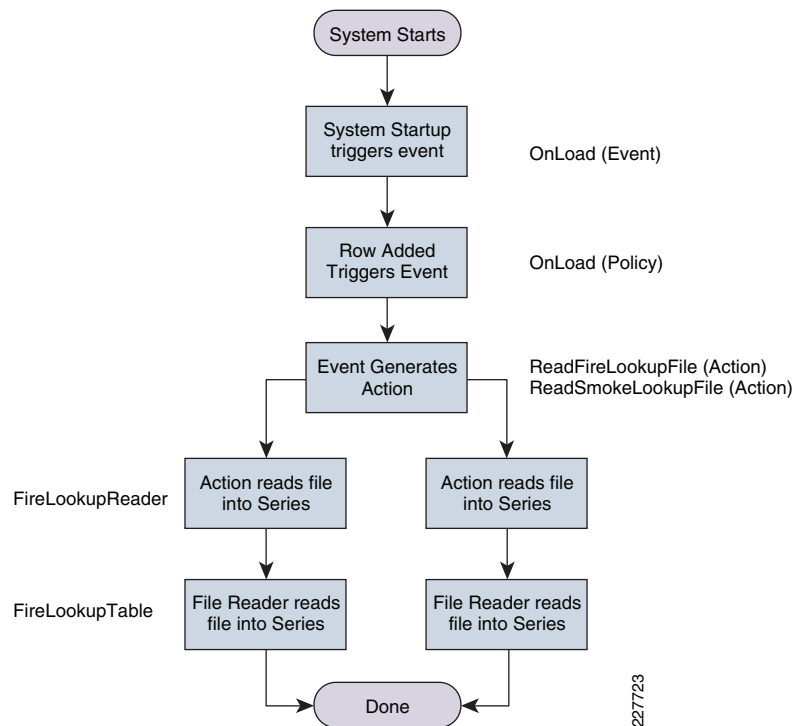 System Starts
System Startup
triggers event
OnLoad (Event)
Row Added
Triggers Event
OnLoad (Policy)
Event Generates
Action
ReadFireLookupFile (Action)
ReadSmokeLookupFile (Action)
FireLookupReader
Action reads file
into Series
Action reads file
into Series
FireLookupTable
File Reader reads
file into Series
File Reader reads
file into Series
Done
227723